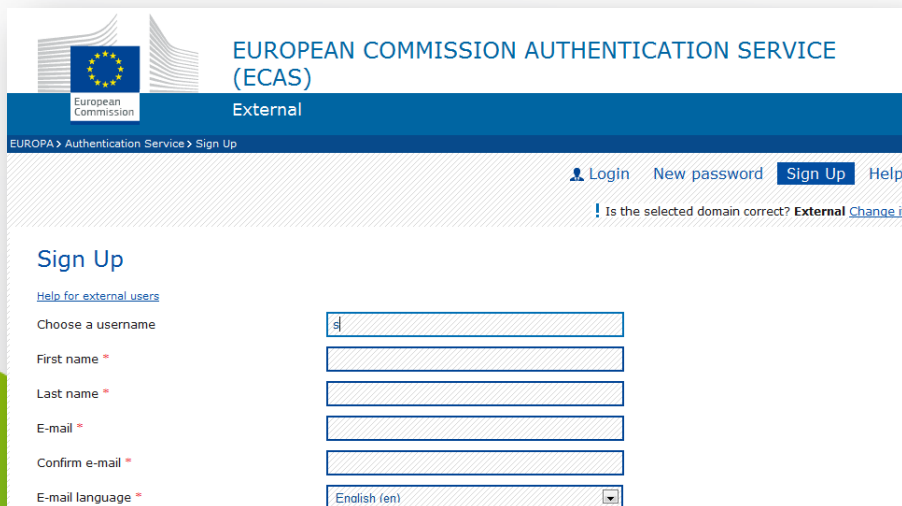 EUROPEAN COMMISSION AUTHENTICATION SERVICE
(ECAS)
European
Commission
External
EUROPA > Authentication Service > Sign Up
Login New password Sign Up Help
! Is the selected domain correct? External Change i
Sign Up
Help for external users
Choose a username s
First name *
Last name *
E-mail *
Confirm e-mail *
E-mail language * English (en)